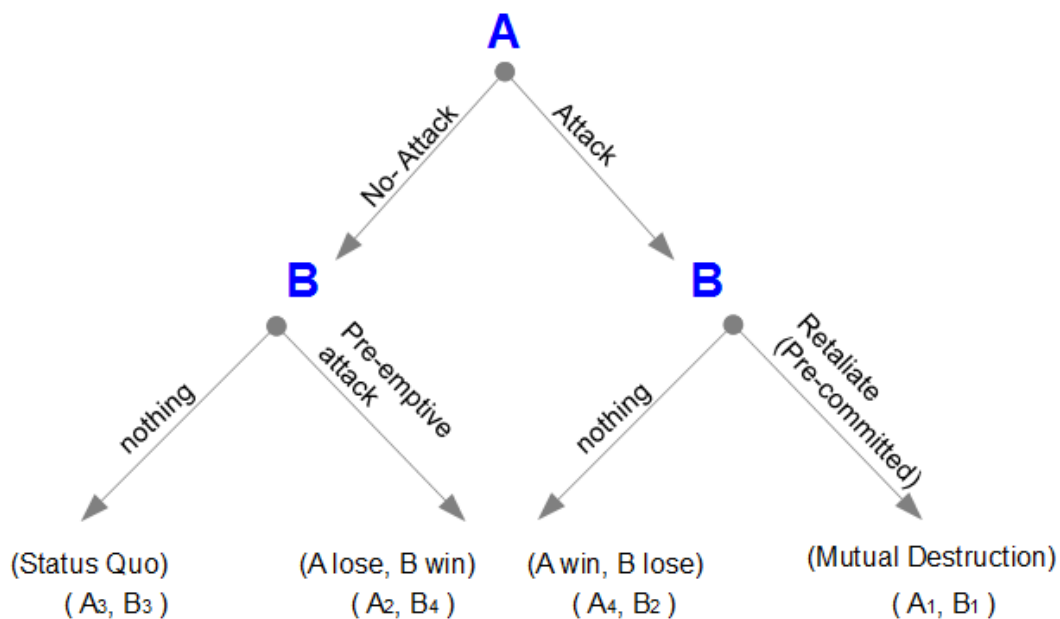 A
No- Attack
Attack
B
B
nothing
Pre-emptive
attack
nothing
Retaliate
(Pre-committed)
(Status Quo)
(A lose, B win)
(A win, B lose)
(Mutual Destruction)
( A3, B3 )
( A2, B4 )
( A4, B2 )
( A1, B1 )